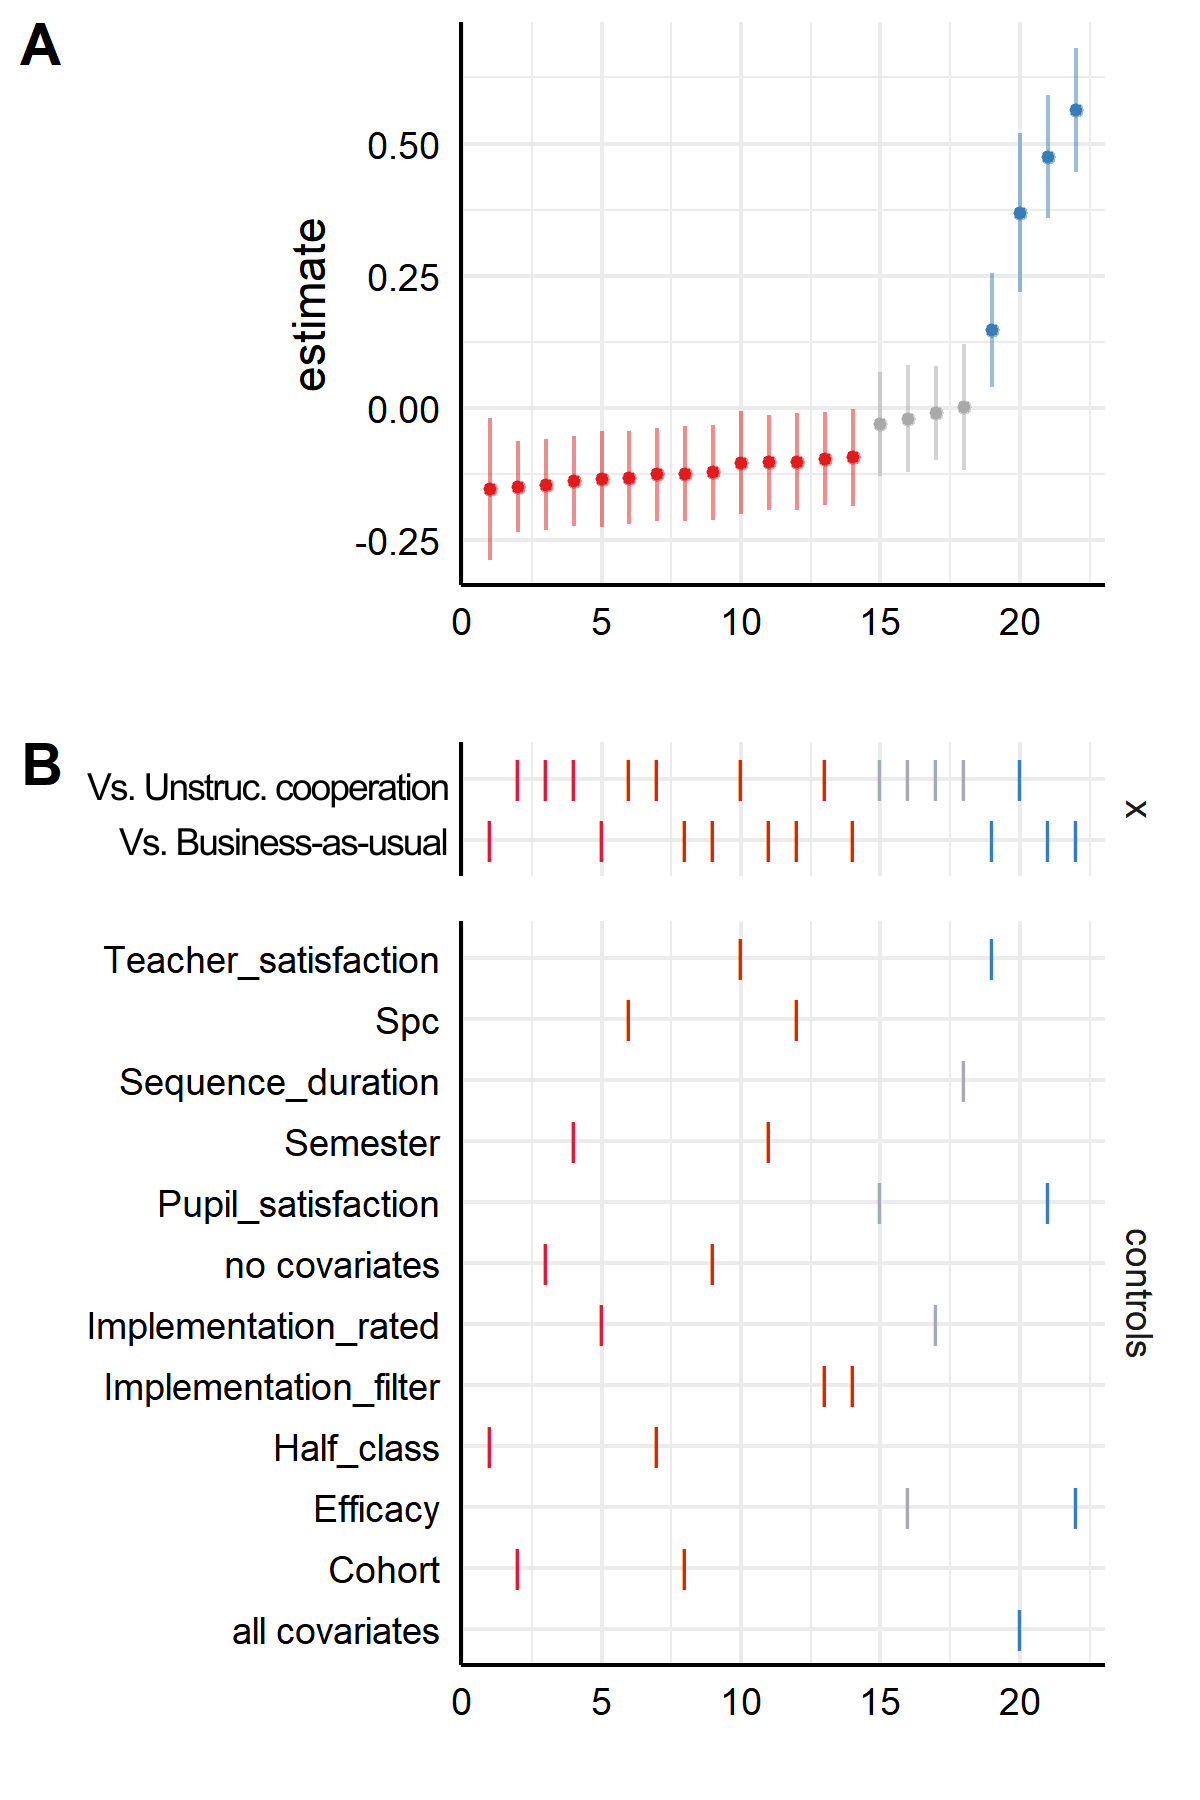 A
estimate
0.50
0.25
0.00
-0.25
0 5 10 15 20
B
Vs. Unstruc. cooperation
Vs. Business-as-usual
x
Teacher_satisfaction
Spc
Sequence_duration
Semester
Pupil_satisfaction
no covariates
Implementation_rated
Implementation_filter
Half_class
Efficacy
Cohort
all covariates
controls
0 5 10 15 20